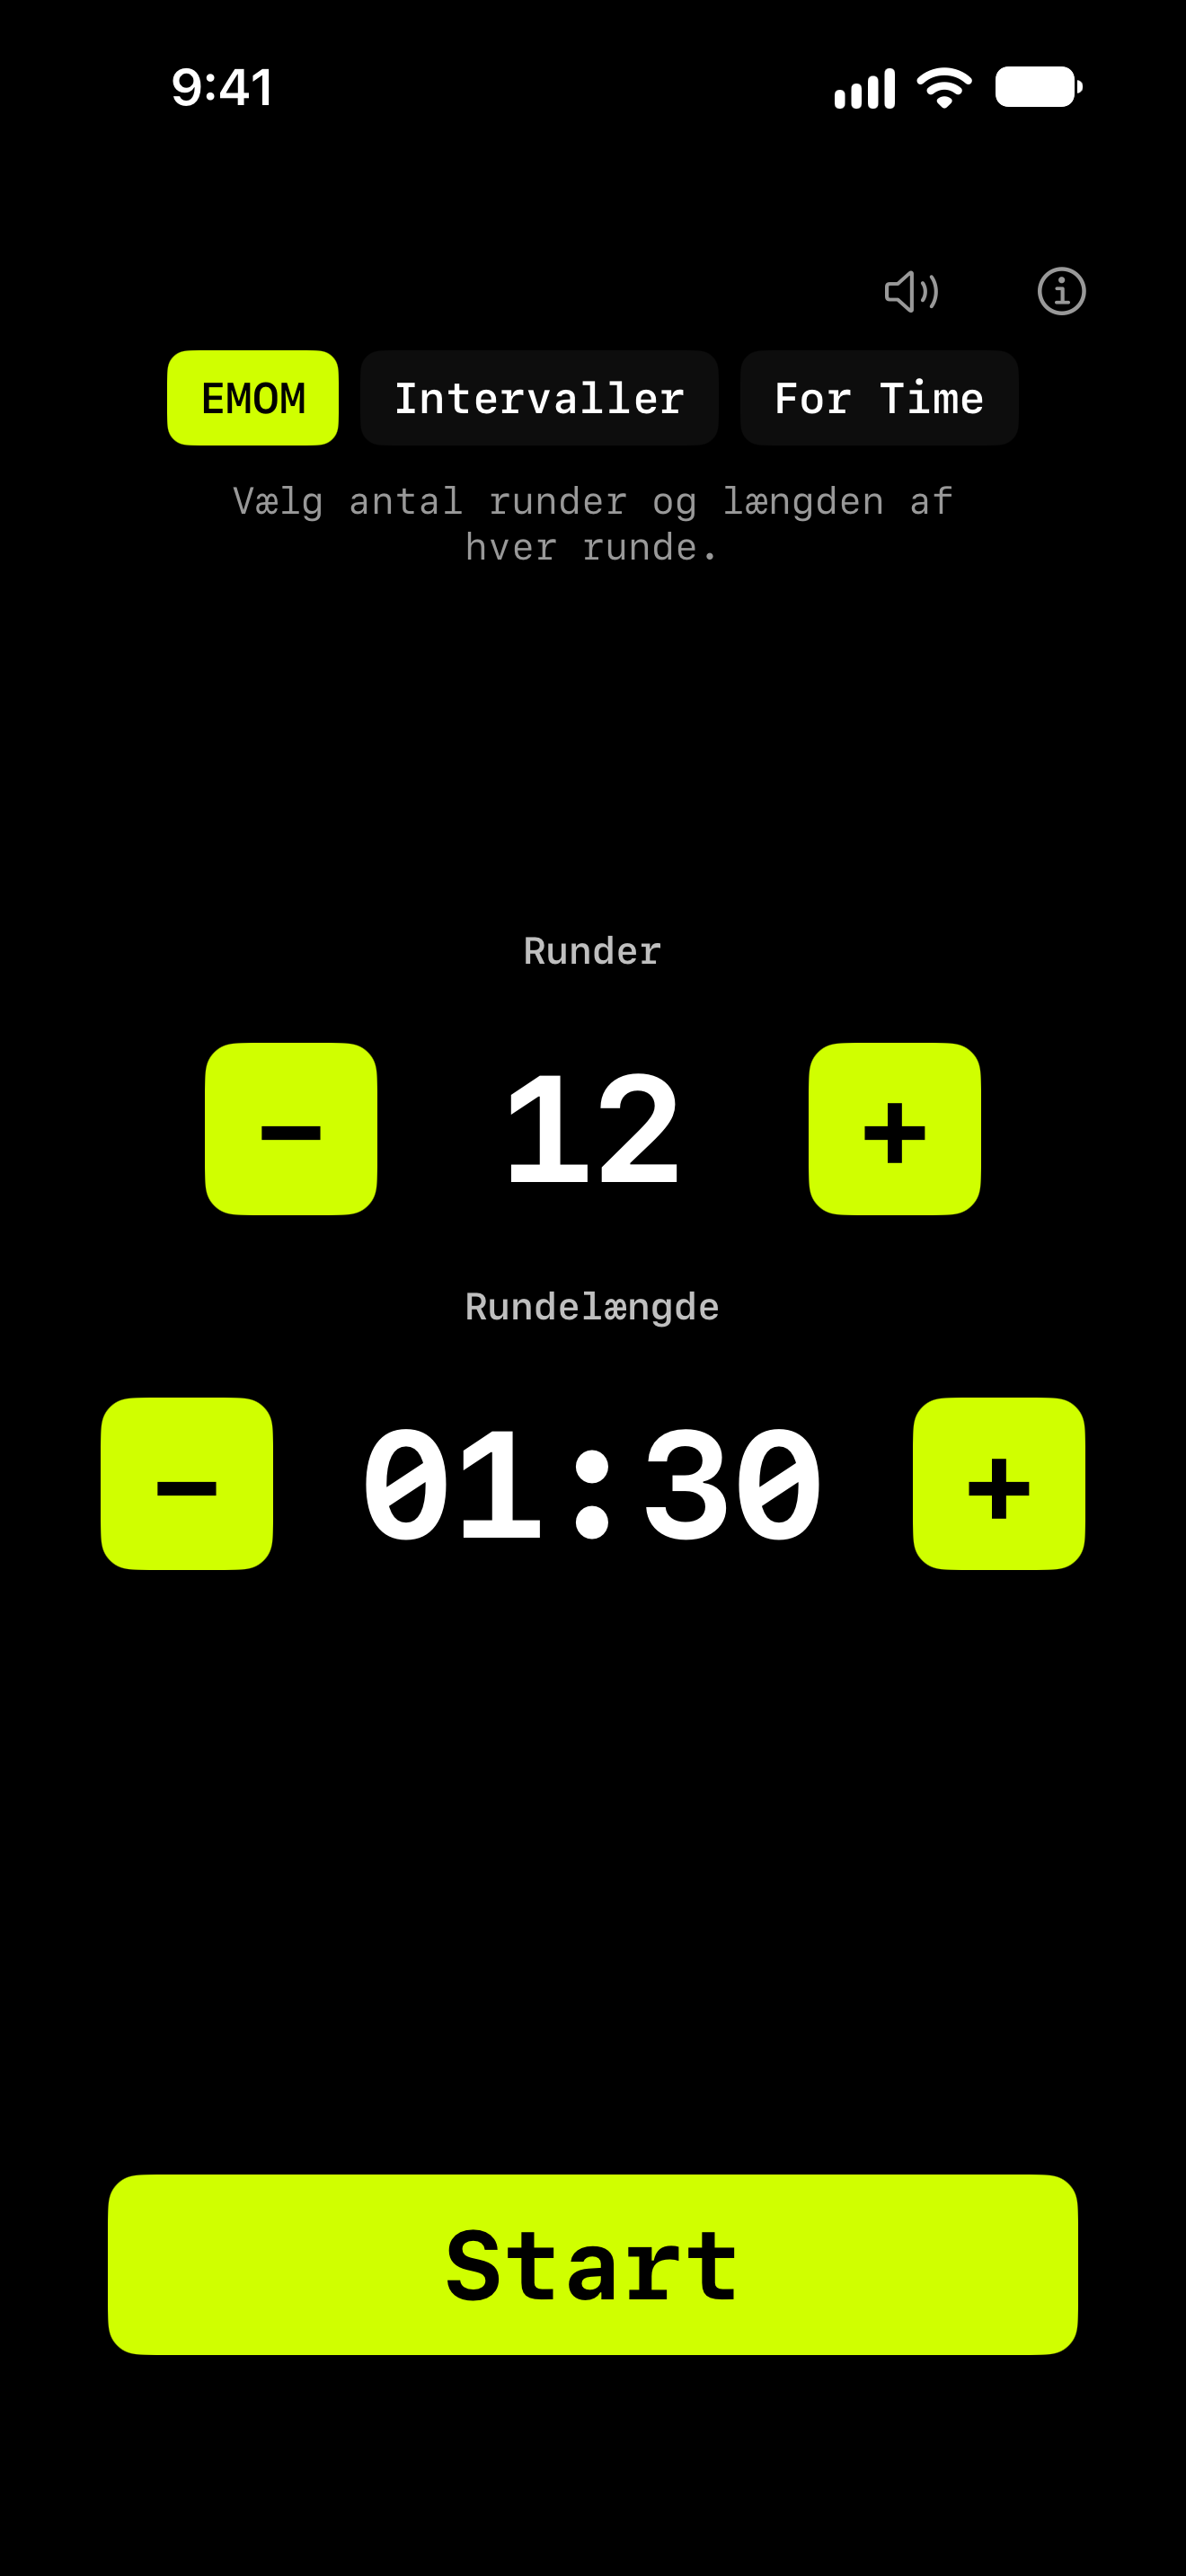 9:41
EMOM Intervaller For Time
Vælg antal runder og længden af
hver runde.
Runder
− 12 +
Rundelængde
− 01:30 +
Start